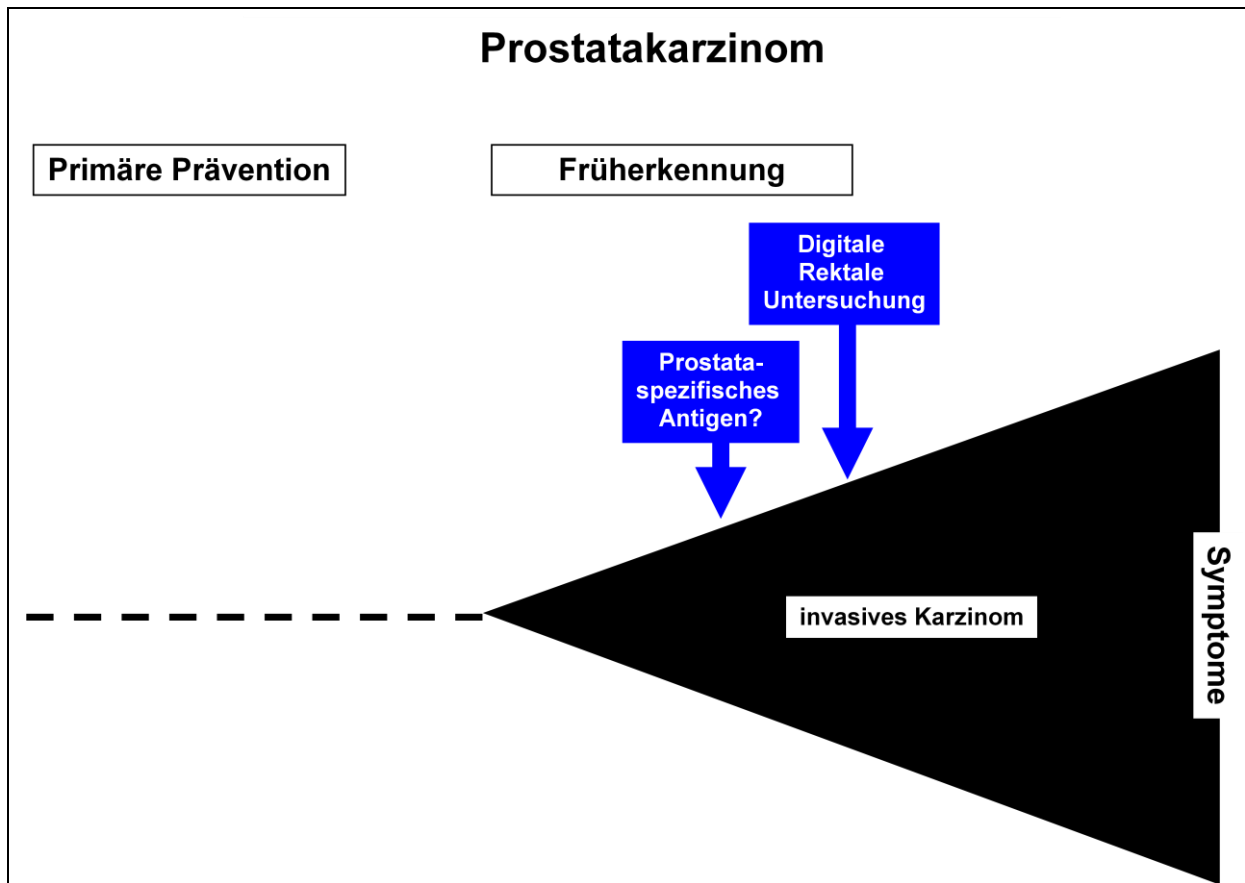 Prostatakarzinom
Primäre Prävention
Früherkennung
Digitale
Rektale
Untersuchung
Prostata-
spezifisches
Antigen?
invasives Karzinom
Symptome